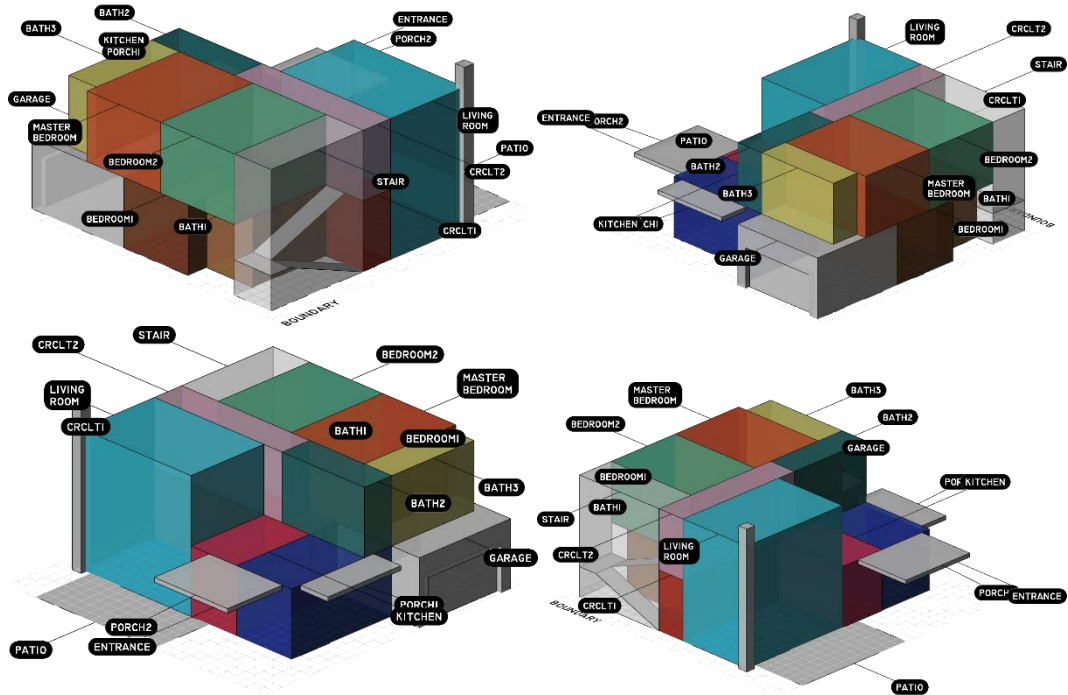 BATH2
ENTRANCE
BATH3
KITCHEN
PORCH1
PORCH2
GARAGE
MASTER
BEDROOM
LIVING
ROOM
BEDROOM2
PATIO
STAIR
CRCLT2
BEDROOM1
BATH1
CRCLT1
BOUNDARY
LIVING
ROOM
CRCLT2
STAIR
CRCLT1
ENTRANCE
PORCH2
PATIO
BATH2
BEDROOM2
BATH3
MASTER
BEDROOM
BATH1
KITCHEN
CH1
BEDROOM1
GARAGE
STAIR
CRCLT2
BEDROOM2
LIVING
ROOM
MASTER
BEDROOM
CRCLT1
BATH1
BEDROOM1
BATH3
BATH2
GARAGE
PORCH1
KITCHEN
PORCH2
ENTRANCE
PATIO
MASTER
BEDROOM
BATH3
BEDROOM2
BATH2
GARAGE
BEDROOM1
KITCHEN
BATH1
STAIR
CRCLT2
LIVING
ROOM
PORCH
ENTRANCE
CRCLT1
BOUNDARY
PATIO